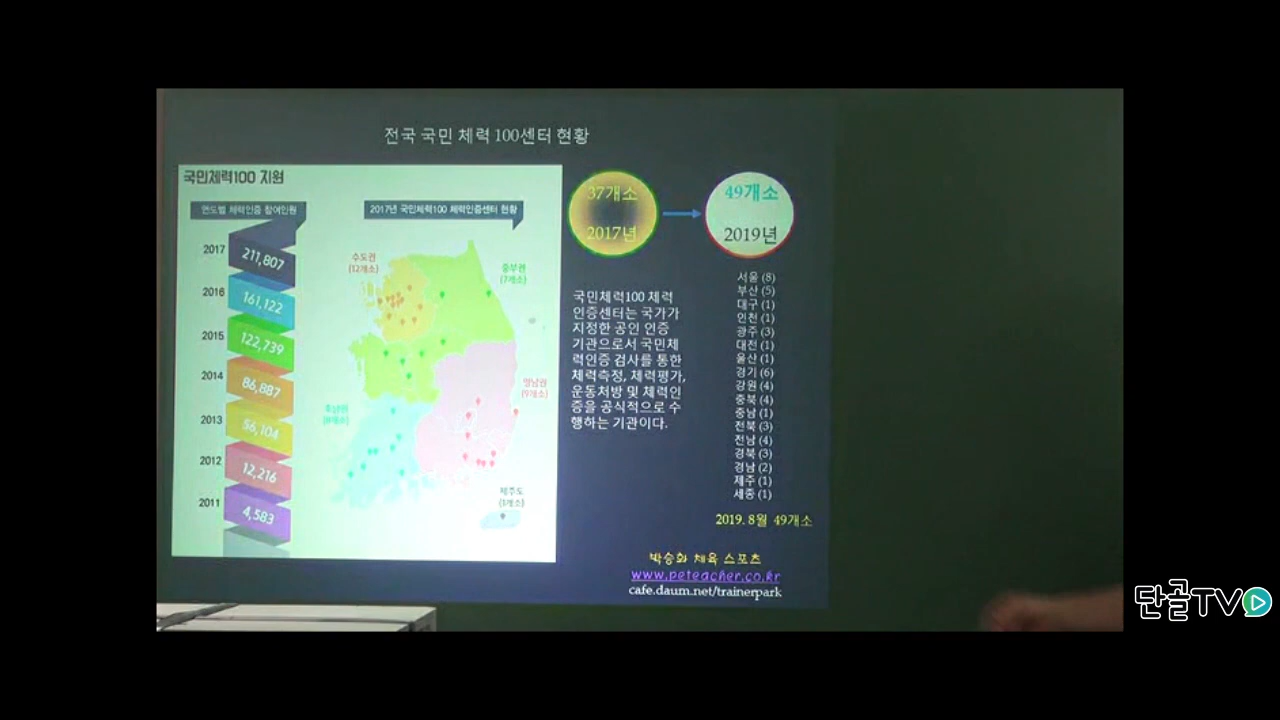 전국 국민 체력 100센터 현황
국민체력100 지원
연도별 체력인증 참여인원
2017년 국민체력100 체력인증센터 현황
2017
211,807
2016
161,122
2015
122,739
2014
86,887
2013
56,104
2012
12,216
2011
4,583
수도권
(12개소)
중부권
(7개소)
영남권
(9개소)
호남권
(8개소)
제주도
(1개소)
37개소
2017년
49개소
2019년
국민체력100 체력
인증센터는 국가가
지정한 공인 인증
기관으로서 국민체
력인증 검사를 통한
체력측정, 체력평가,
운동처방 및 체력인
증을 공식적으로 수
행하는 기관이다.
서울 (8)
부산 (5)
대구 (1)
인천 (1)
광주 (3)
대전 (1)
울산 (1)
경기 (6)
강원 (4)
충북 (4)
충남 (1)
전북 (3)
전남 (4)
경북 (3)
경남 (2)
제주 (1)
세종 (1)
2019. 8월 49개소
박승화 체육 스포츠
www.peteacher.co.kr
cafe.daum.net/trainerpark
단골TV